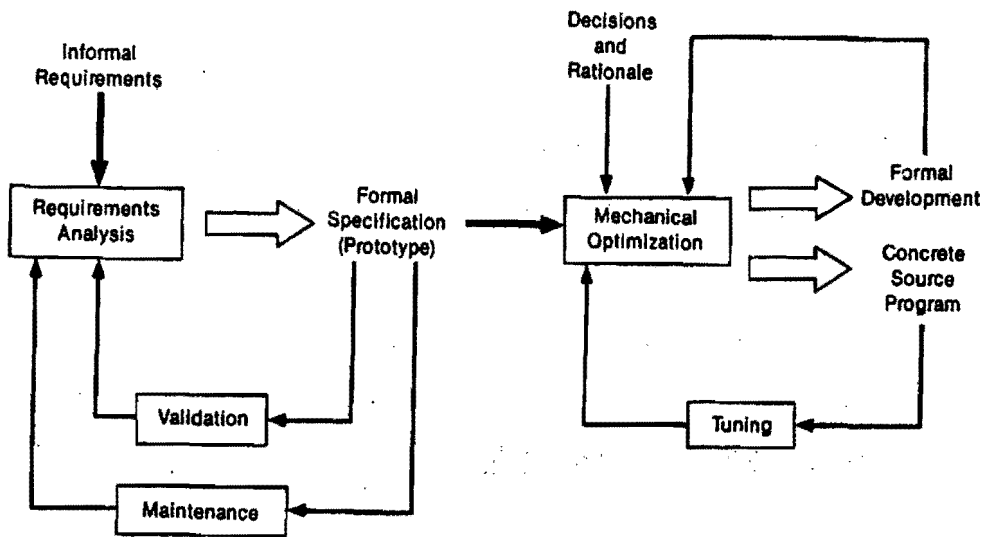 Informal
Requirements
Requirements
Analysis
Formal
Specification
(Prototype)
Validation
Maintenance
Decisions
and
Rationale
Mechanical
Optimization
Formal
Development
Concrete
Source
Program
Tuning